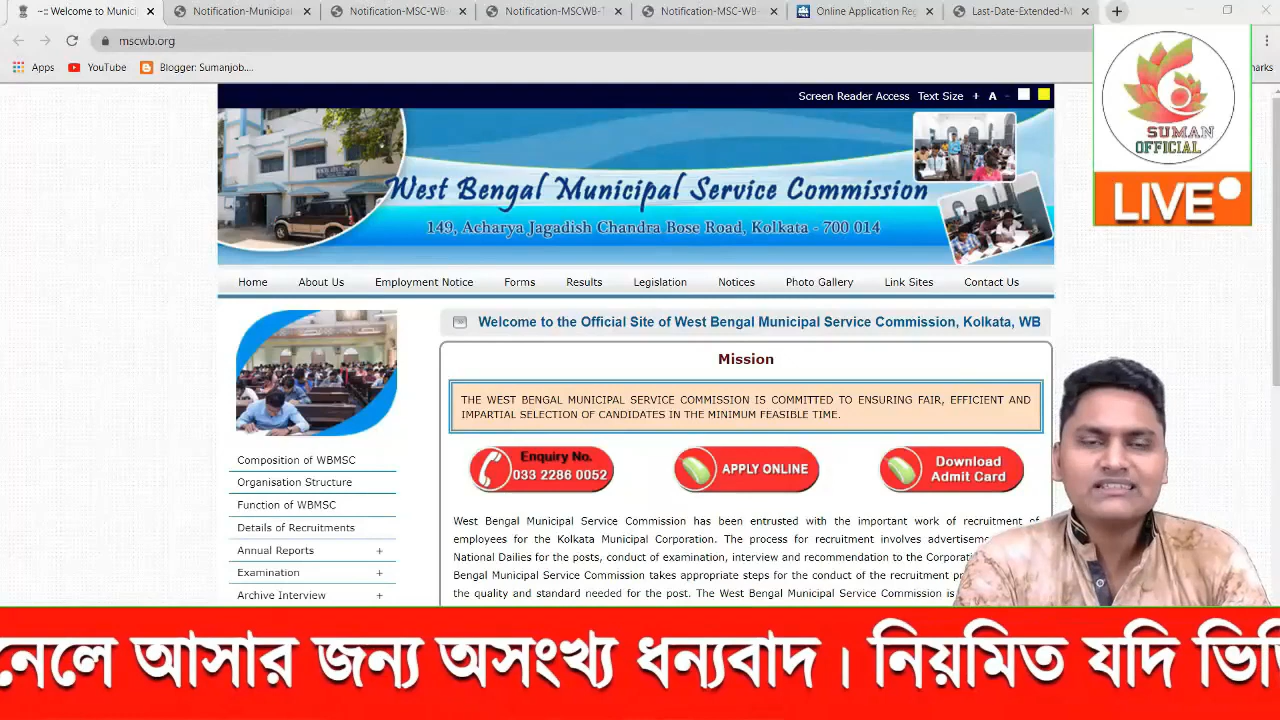 -:: Welcome to Munici
Notification-Municipal
Notification-MSC-WB-
Notification-MSCWB-T
Notification-MSC-WB-
Online Application Reg
Last-Date-Extended-M
mscwb.org
Apps
YouTube
Blogger: Sumanjob....
SUMAN
OFFICIAL
LIVE
Screen Reader Access Text Size + A -
West Bengal Municipal Service Commission
149, Acharya Jagadish Chandra Bose Road, Kolkata - 700 014
Home About Us Employment Notice Forms Results Legislation Notices Photo Gallery Link Sites Contact Us
Welcome to the Official Site of West Bengal Municipal Service Commission, Kolkata, WB
Mission
THE WEST BENGAL MUNICIPAL SERVICE COMMISSION IS COMMITTED TO ENSURING FAIR, EFFICIENT AND
IMPARTIAL SELECTION OF CANDIDATES IN THE MINIMUM FEASIBLE TIME.
Enquiry No.
033 2286 0052
APPLY ONLINE
Download
Admit Card
Composition of WBMSC
Organisation Structure
Function of WBMSC
Details of Recruitments
Annual Reports +
Examination +
Archive Interview +
West Bengal Municipal Service Commission has been entrusted with the important work of recruitment of
employees for the Kolkata Municipal Corporation. The process for recruitment involves
National Dailies for the posts, conduct of examination, interview and recommendation to the
Bengal Municipal Service Commission takes appropriate steps for the conduct of the recruitment
the quality and standard needed for the post. The West Bengal Municipal Service Commission is
নেলে আসার জন্য অসংখ্য ধন্যবাদ । নিয়মিত যদি